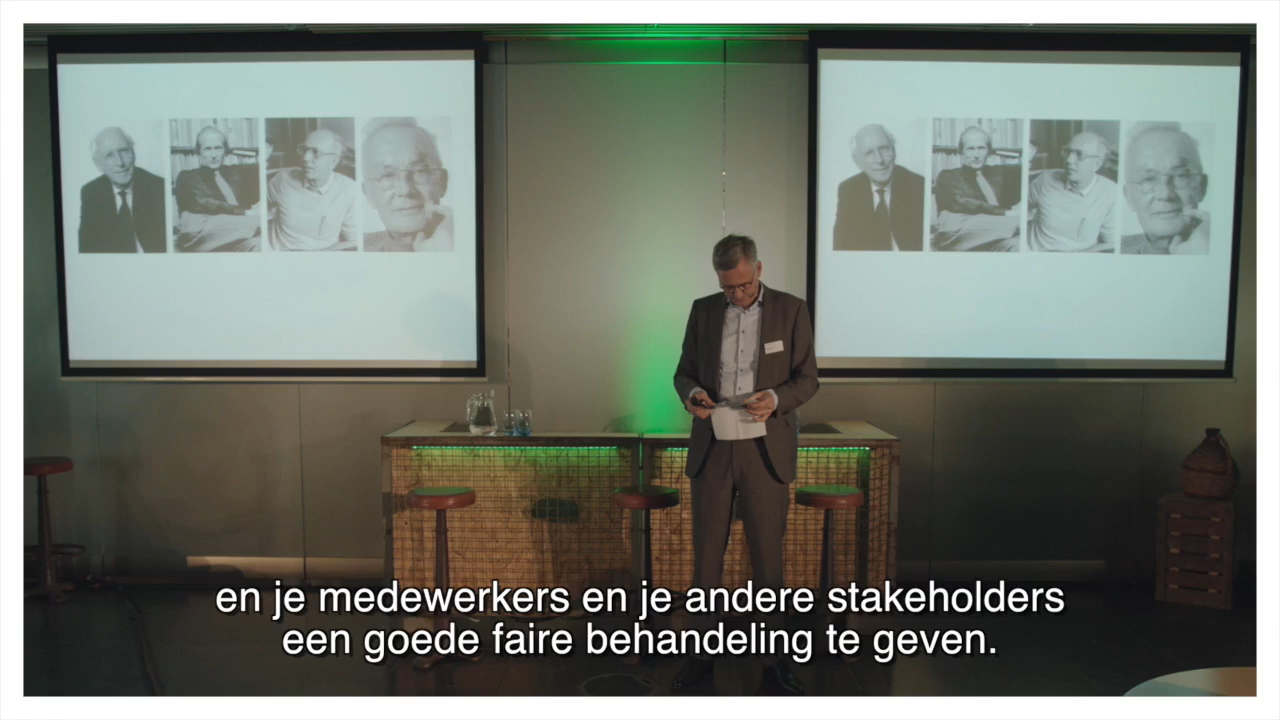 en je medewerkers en je andere stakeholders
een goede faire behandeling te geven.